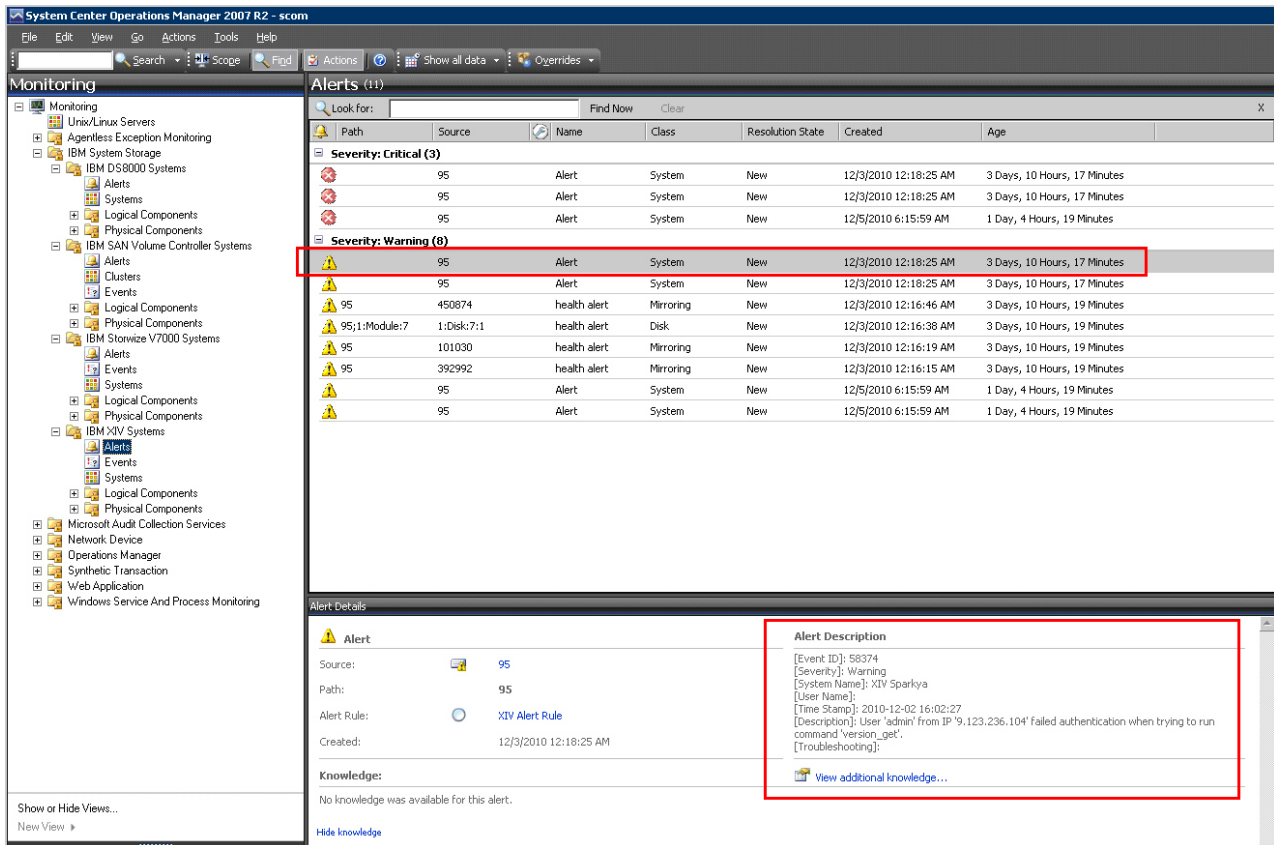 System Center Operations Manager 2007 R2 - scom
File Edit View Go Actions Tools Help
Search Scope Find Actions Show all data Overrides
Monitoring
Monitoring
Unix/Linux Servers
Agentless Exception Monitoring
IBM System Storage
IBM DS8000 Systems
Alerts
Systems
Logical Components
Physical Components
IBM SAN Volume Controller Systems
Alerts
Clusters
Events
Logical Components
Physical Components
IBM Storwize V7000 Systems
Alerts
Events
Systems
Logical Components
Physical Components
IBM XIV Systems
Alerts
Events
Systems
Logical Components
Physical Components
Microsoft Audit Collection Services
Network Device
Operations Manager
Synthetic Transaction
Web Application
Windows Service And Process Monitoring
Show or Hide Views...
New View
Alerts (11)
Look for: Find Now Clear X
Path Source Name Class Resolution State Created Age
Severity: Critical (3)
95 Alert System New 12/3/2010 12:18:25 AM 3 Days, 10 Hours, 17 Minutes
95 Alert System New 12/3/2010 12:18:25 AM 3 Days, 10 Hours, 17 Minutes
95 Alert System New 12/5/2010 6:15:59 AM 1 Day, 4 Hours, 19 Minutes
Severity: Warning (8)
95 Alert System New 12/3/2010 12:18:25 AM 3 Days, 10 Hours, 17 Minutes
95 Alert System New 12/3/2010 12:18:25 AM 3 Days, 10 Hours, 17 Minutes
95 450874 health alert Mirroring New 12/3/2010 12:16:46 AM 3 Days, 10 Hours, 19 Minutes
95;1:Module:7 1:Disk:7:1 health alert Disk New 12/3/2010 12:16:38 AM 3 Days, 10 Hours, 19 Minutes
95 101030 health alert Mirroring New 12/3/2010 12:16:19 AM 3 Days, 10 Hours, 19 Minutes
95 392992 health alert Mirroring New 12/3/2010 12:16:15 AM 3 Days, 10 Hours, 19 Minutes
95 Alert System New 12/5/2010 6:15:59 AM 1 Day, 4 Hours, 19 Minutes
95 Alert System New 12/5/2010 6:15:59 AM 1 Day, 4 Hours, 19 Minutes
Alert Details
Alert
Source: 95
Path: 95
Alert Rule: XIV Alert Rule
Created: 12/3/2010 12:18:25 AM
Knowledge:
No knowledge was available for this alert.
Hide knowledge
Alert Description
[Event ID]: 58374
[Severity]: Warning
[System Name]: XIV Sparkya
[User Name]:
[Time Stamp]: 2010-12-02 16:02:27
[Description]: User 'admin' from IP '9.123.236.104' failed authentication when trying to run
command 'version_get'.
[Troubleshooting]:
View additional knowledge...